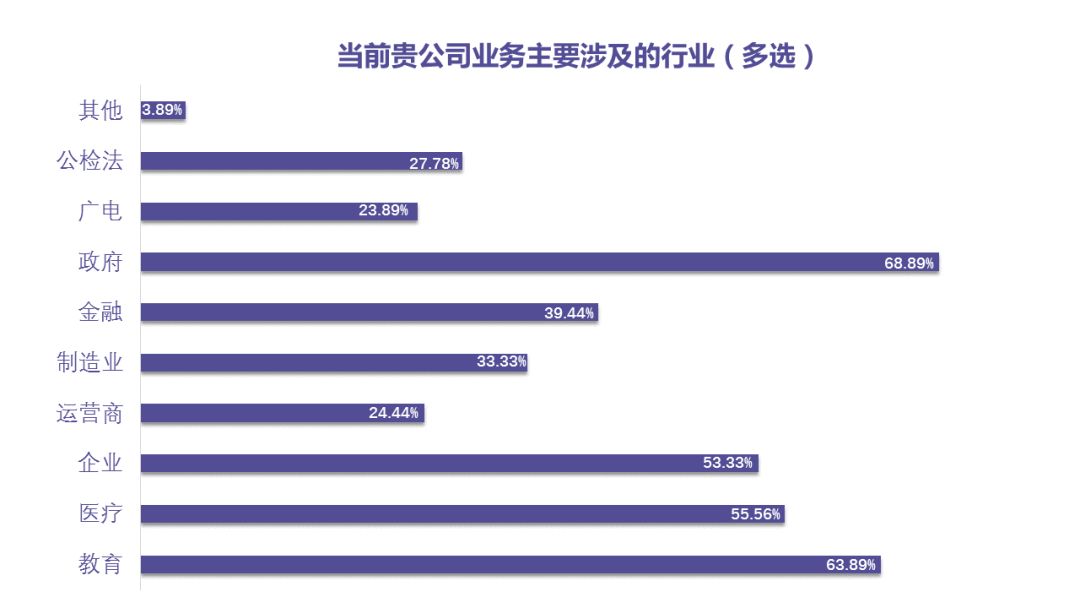 当前贵公司业务主要涉及的行业（多选）
其他 3.89%
公检法 27.78%
广电 23.89%
政府 68.89%
金融 39.44%
制造业 33.33%
运营商 24.44%
企业 53.33%
医疗 55.56%
教育 63.89%